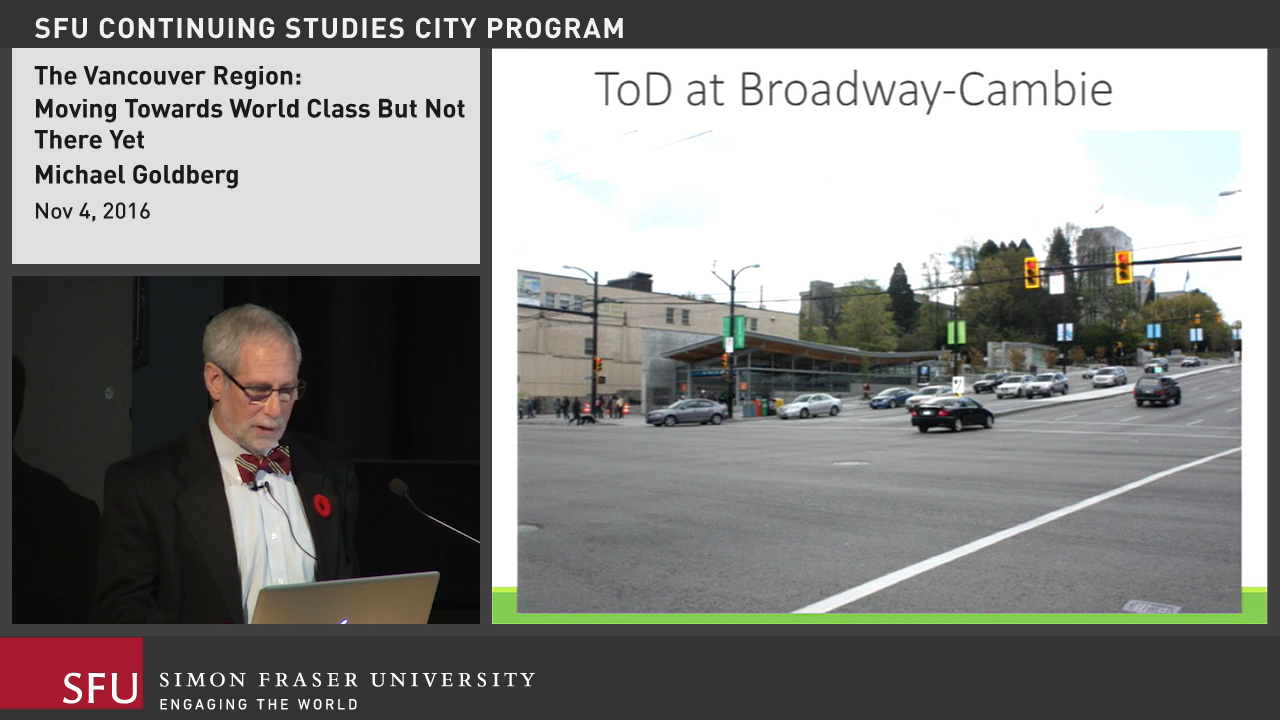 SFU CONTINUING STUDIES CITY PROGRAM
The Vancouver Region:
Moving Towards World Class But Not
There Yet
Michael Goldberg
Nov 4, 2016
ToD at Broadway-Cambie
SFU
SIMON FRASER UNIVERSITY
ENGAGING THE WORLD